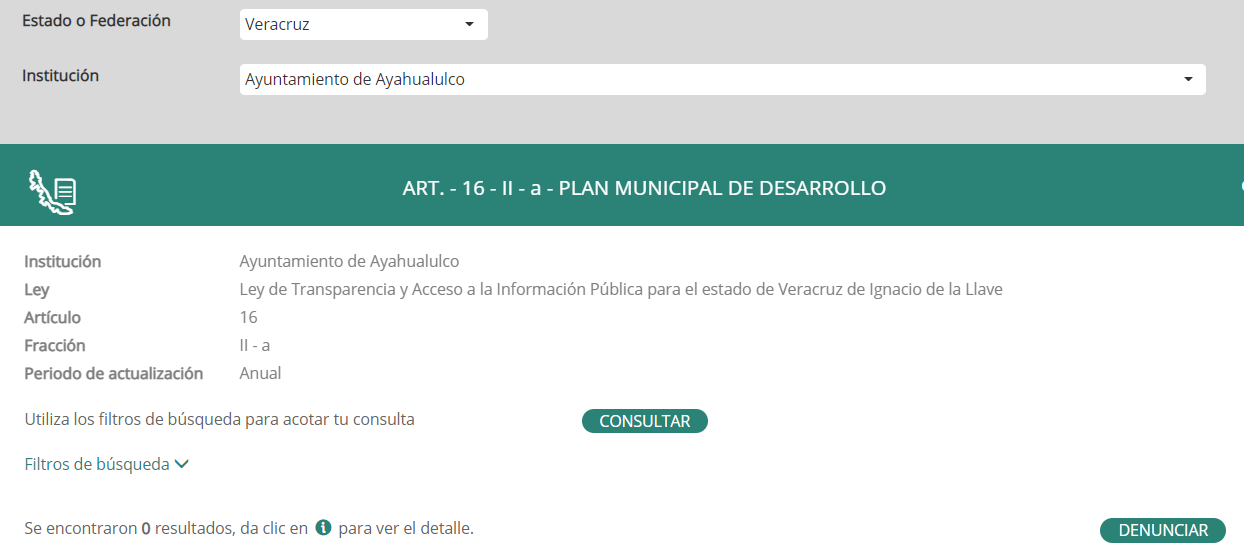 Estado o Federación Veracruz
Institución Ayuntamiento de Ayahualulco
ART. - 16 - II - a - PLAN MUNICIPAL DE DESARROLLO
Institución Ayuntamiento de Ayahualulco
Ley Ley de Transparencia y Acceso a la Información Pública para el estado de Veracruz de Ignacio de la Llave
Artículo 16
Fracción II - a
Periodo de actualización Anual
Utiliza los filtros de búsqueda para acotar tu consulta CONSULTAR
Filtros de búsqueda
Se encontraron 0 resultados, da clic en i para ver el detalle. DENUNCIAR